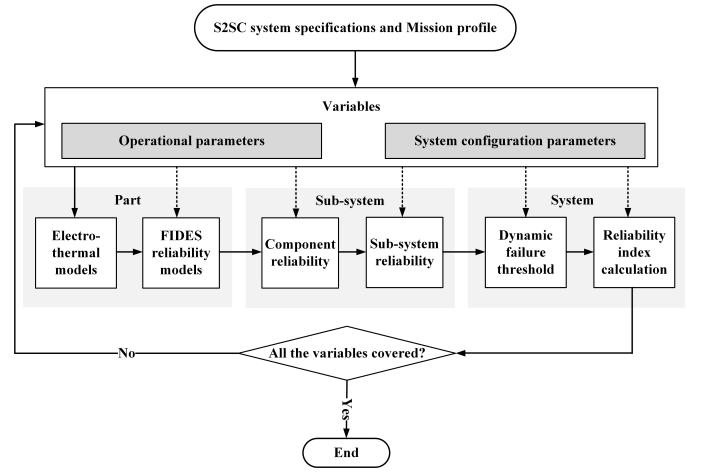 S2SC system specifications and Mission profile
Variables
Operational parameters
System configuration parameters
Part
Sub-system
System
Electro-
thermal
models
FIDES
reliability
models
Component
reliability
Sub-system
reliability
Dynamic
failure
threshold
Reliability
index
calculation
All the variables covered?
No
Yes
End